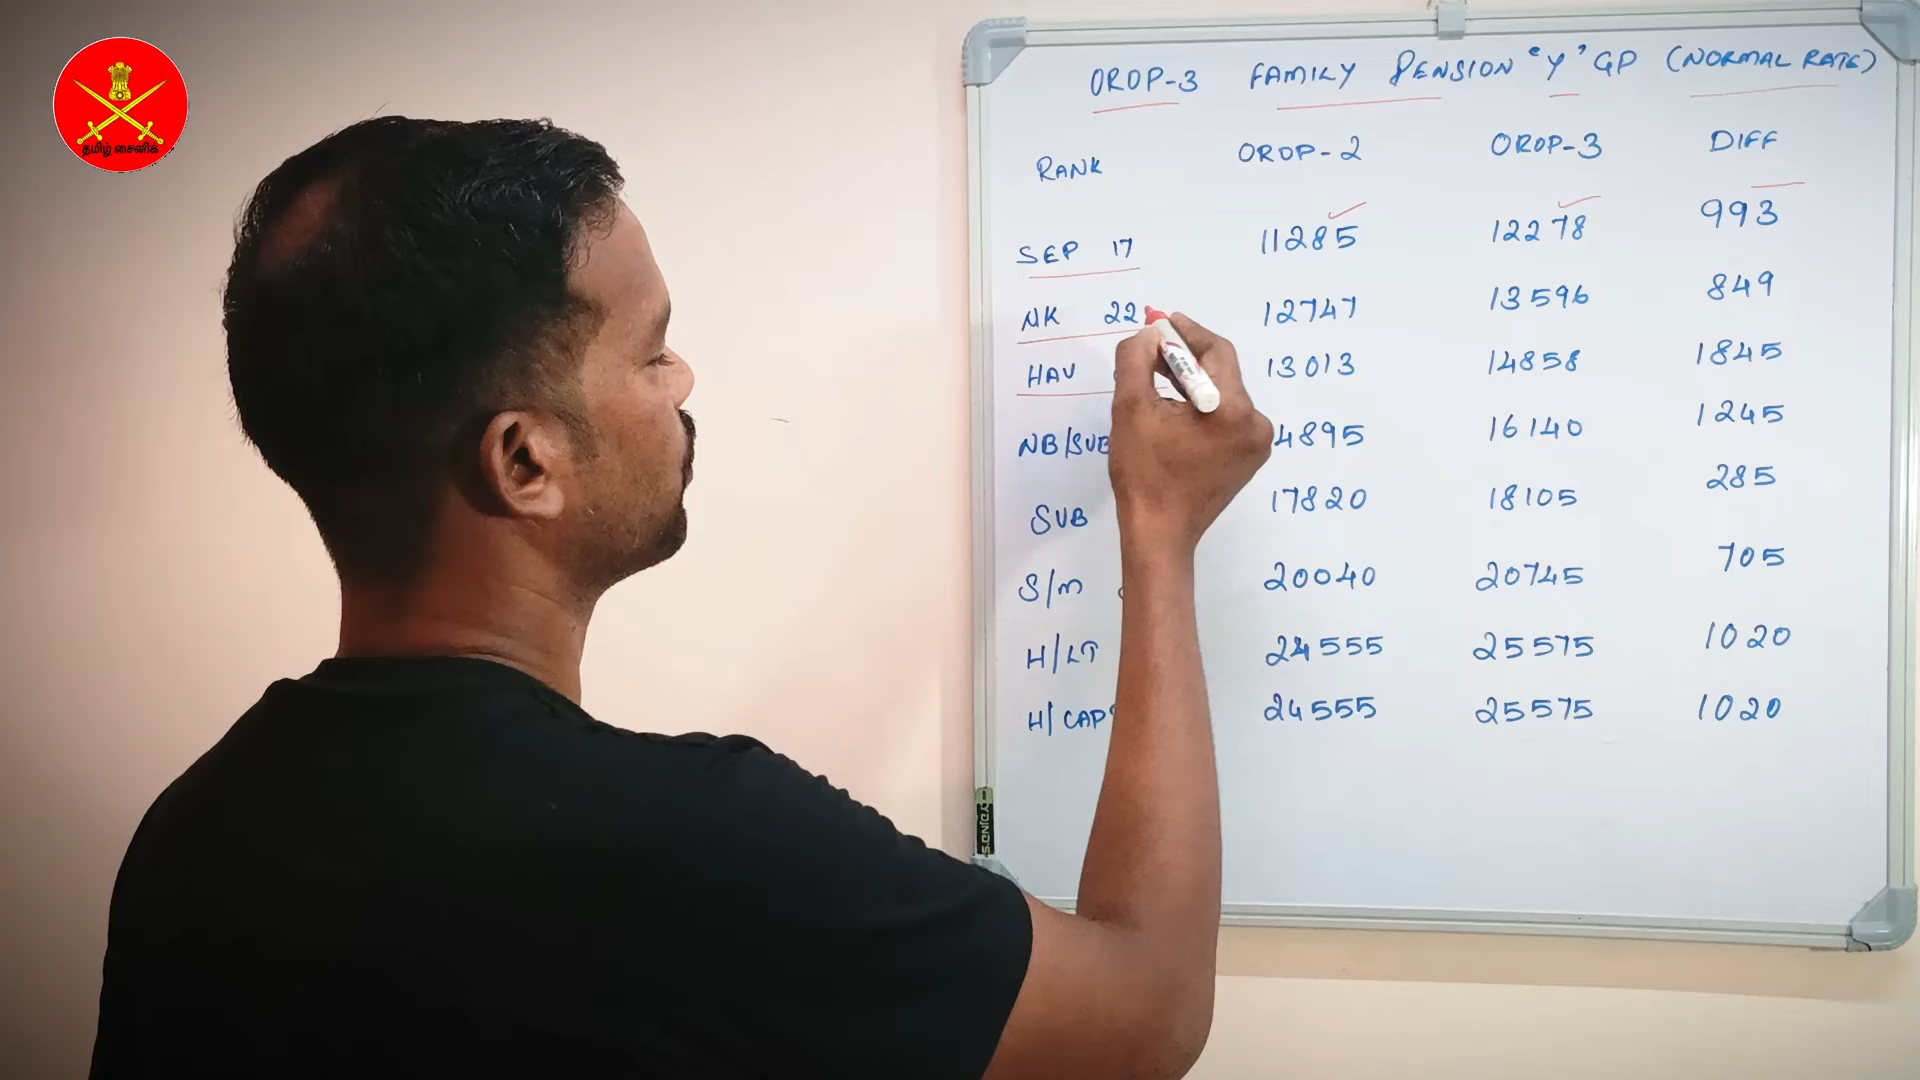 தமிழ் சைனிக்
OROP-3 FAMILY PENSION "Y" GP (NORMAL RATE)
RANK OROP-2 OROP-3 DIFF
SEP 17 11285 12278 993
NK 22 12747 13596 849
HAV 13013 14858 1845
NB/SUB 4895 16140 1245
SUB 17820 18105 285
S/M 20040 20745 705
H/LT 24555 25575 1020
H/CAP 24555 25575 1020